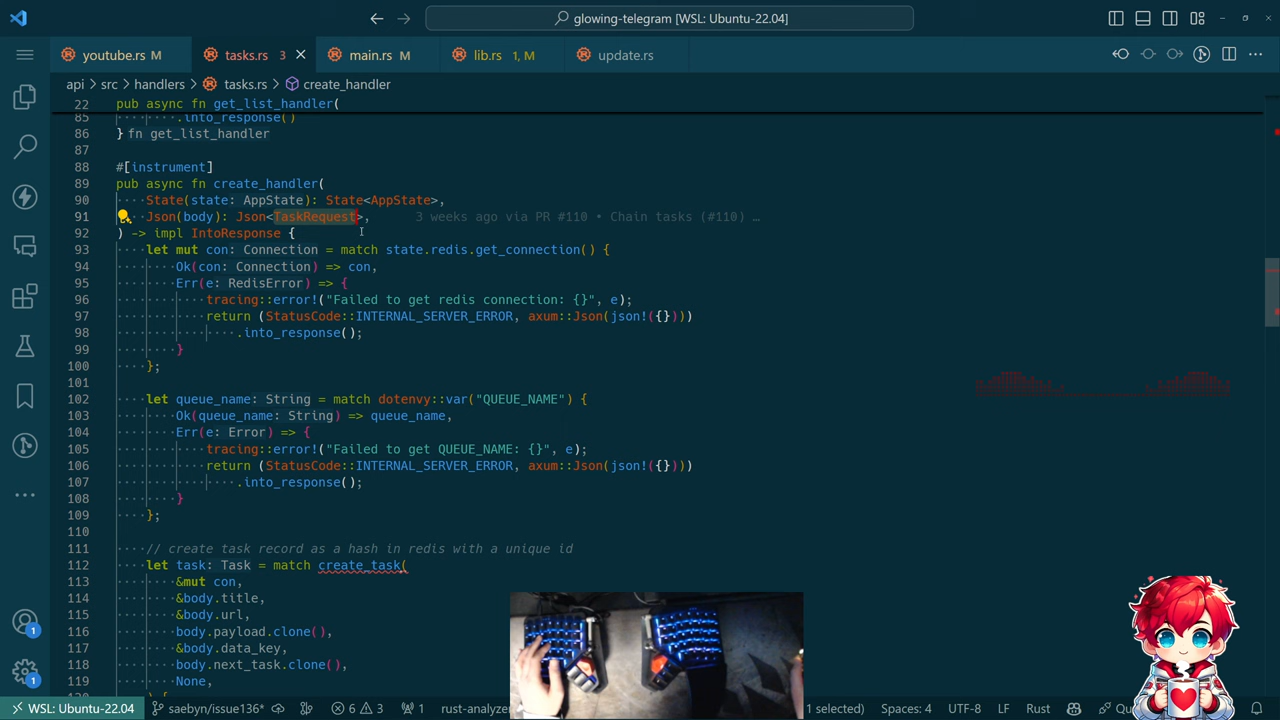 glowing-telegram [WSL: Ubuntu-22.04]
youtube.rs M
tasks.rs 3
main.rs M
lib.rs 1, M
update.rs
api > src > handlers > tasks.rs > create_handler
22 pub async fn get_list_handler(
85 .into_response()
86 } fn get_list_handler
87
88 #[instrument]
89 pub async fn create_handler(
90 State(state: AppState): State<AppState>,
91 Json(body): Json<TaskRequest>, 3 weeks ago via PR #110 • Chain tasks (#110) …
92 ) -> impl IntoResponse {
93 let mut con: Connection = match state.redis.get_connection() {
94 Ok(con: Connection) => con,
95 Err(e: RedisError) => {
96 tracing::error!("Failed to get redis connection: {}", e);
97 return (StatusCode::INTERNAL_SERVER_ERROR, axum::Json(json!({})))
98 .into_response();
99 }
100 };
101
102 let queue_name: String = match dotenvy::var("QUEUE_NAME") {
103 Ok(queue_name: String) => queue_name,
104 Err(e: Error) => {
105 tracing::error!("Failed to get QUEUE_NAME: {}", e);
106 return (StatusCode::INTERNAL_SERVER_ERROR, axum::Json(json!({})))
107 .into_response();
108 }
109 };
110
111 // create task record as a hash in redis with a unique id
112 let task: Task = match create_task(
113 &mut con,
114 &body.title,
115 &body.url,
116 body.payload.clone(),
117 &body.data_key,
118 body.next_task.clone(),
119 None,
1
1
WSL: Ubuntu-22.04 saebyn/issue136* 6 3 1 rust-analyzer 1 selected) Spaces: 4 UTF-8 LF Rust